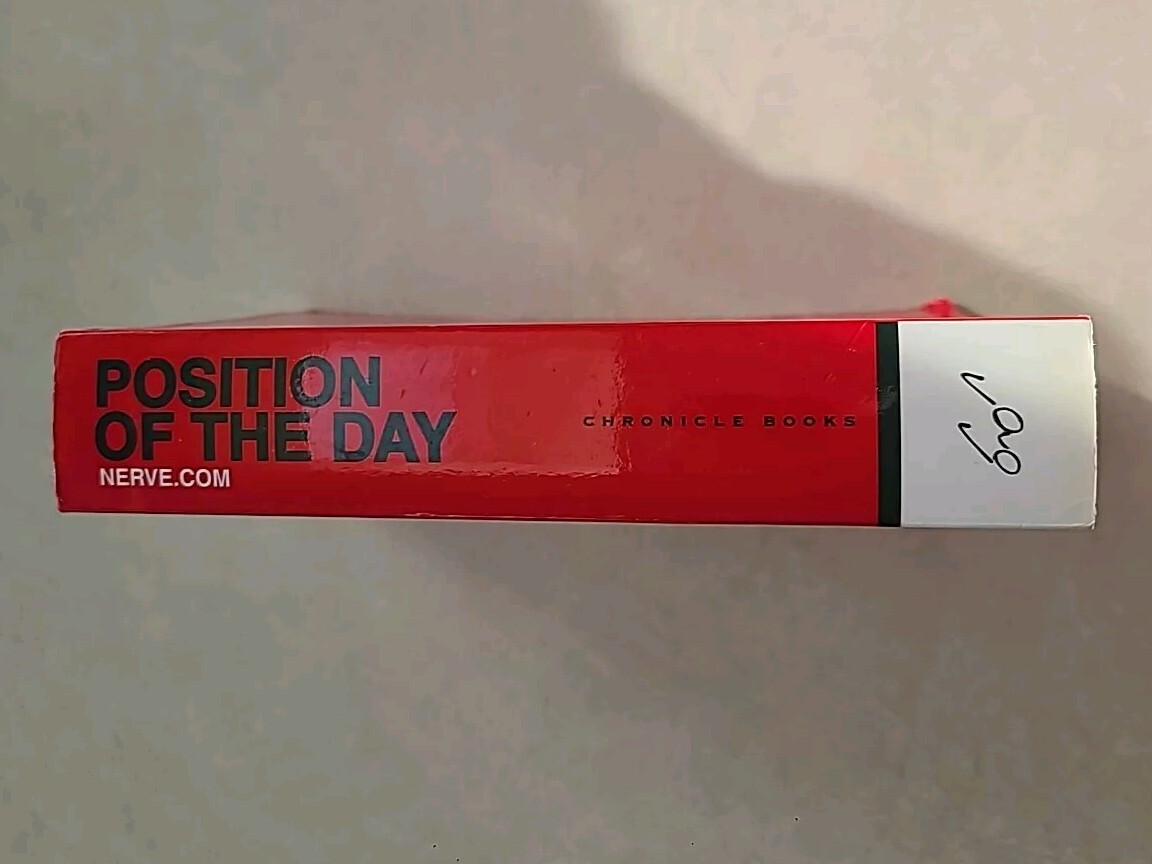 POSITION
OF THE DAY
NERVE.COM
CHRONICLE BOOKS